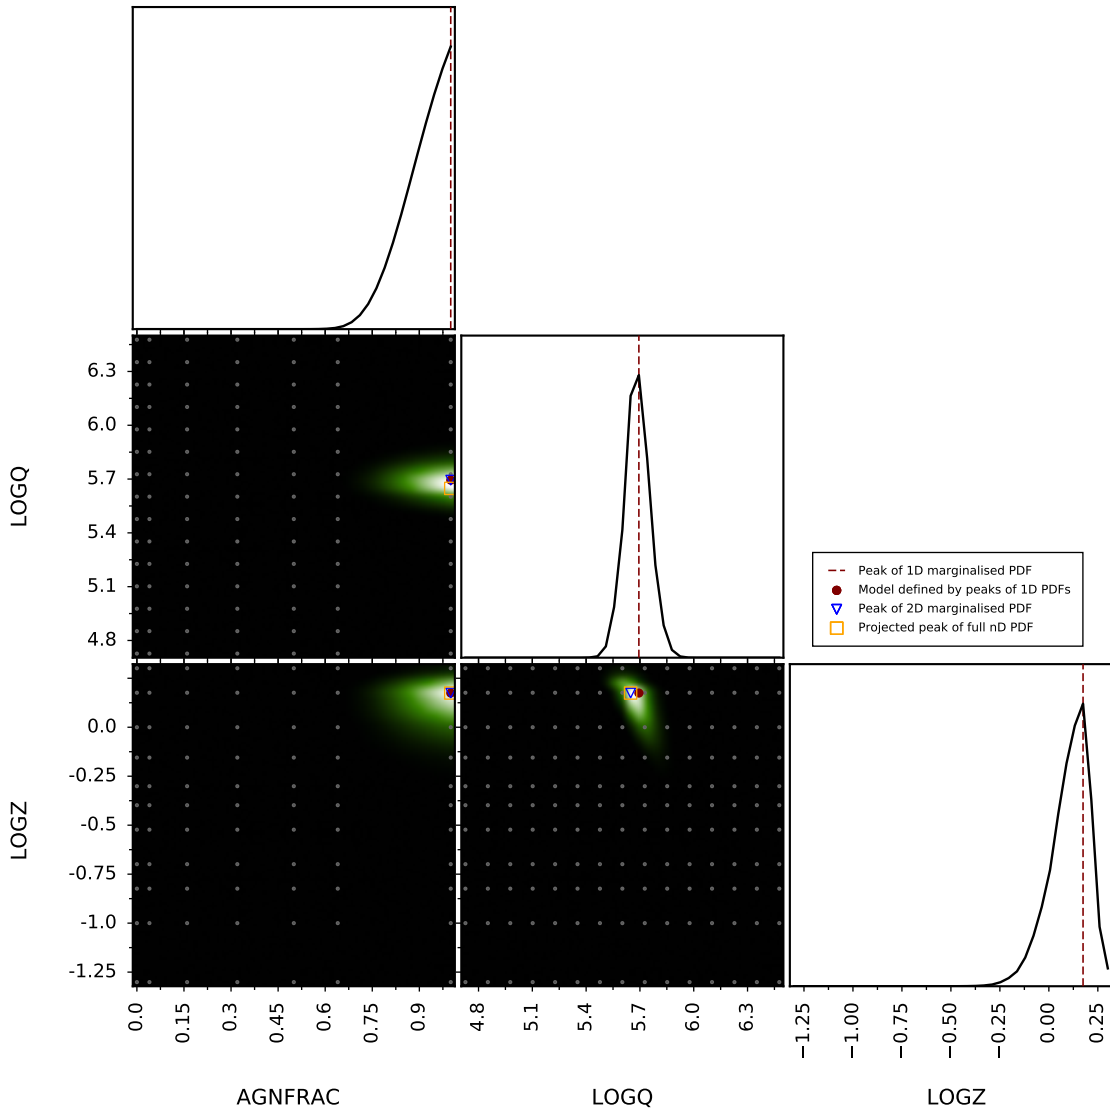 LOGQ
6.3
6.0
5.7
5.4
5.1
4.8
Peak of 1D marginalised PDF
Model defined by peaks of 1D PDFs
Peak of 2D marginalised PDF
Projected peak of full nD PDF
LOGZ
0.0
-0.25
-0.5
-0.75
-1.0
-1.25
0.0 0.15 0.3 0.45 0.6 0.75 0.9 4.8 5.1 5.4 5.7 6.0 6.3 −1.25 −1.00 −0.75 −0.50 −0.25 0.00 0.25
AGNFRAC LOGQ LOGZ